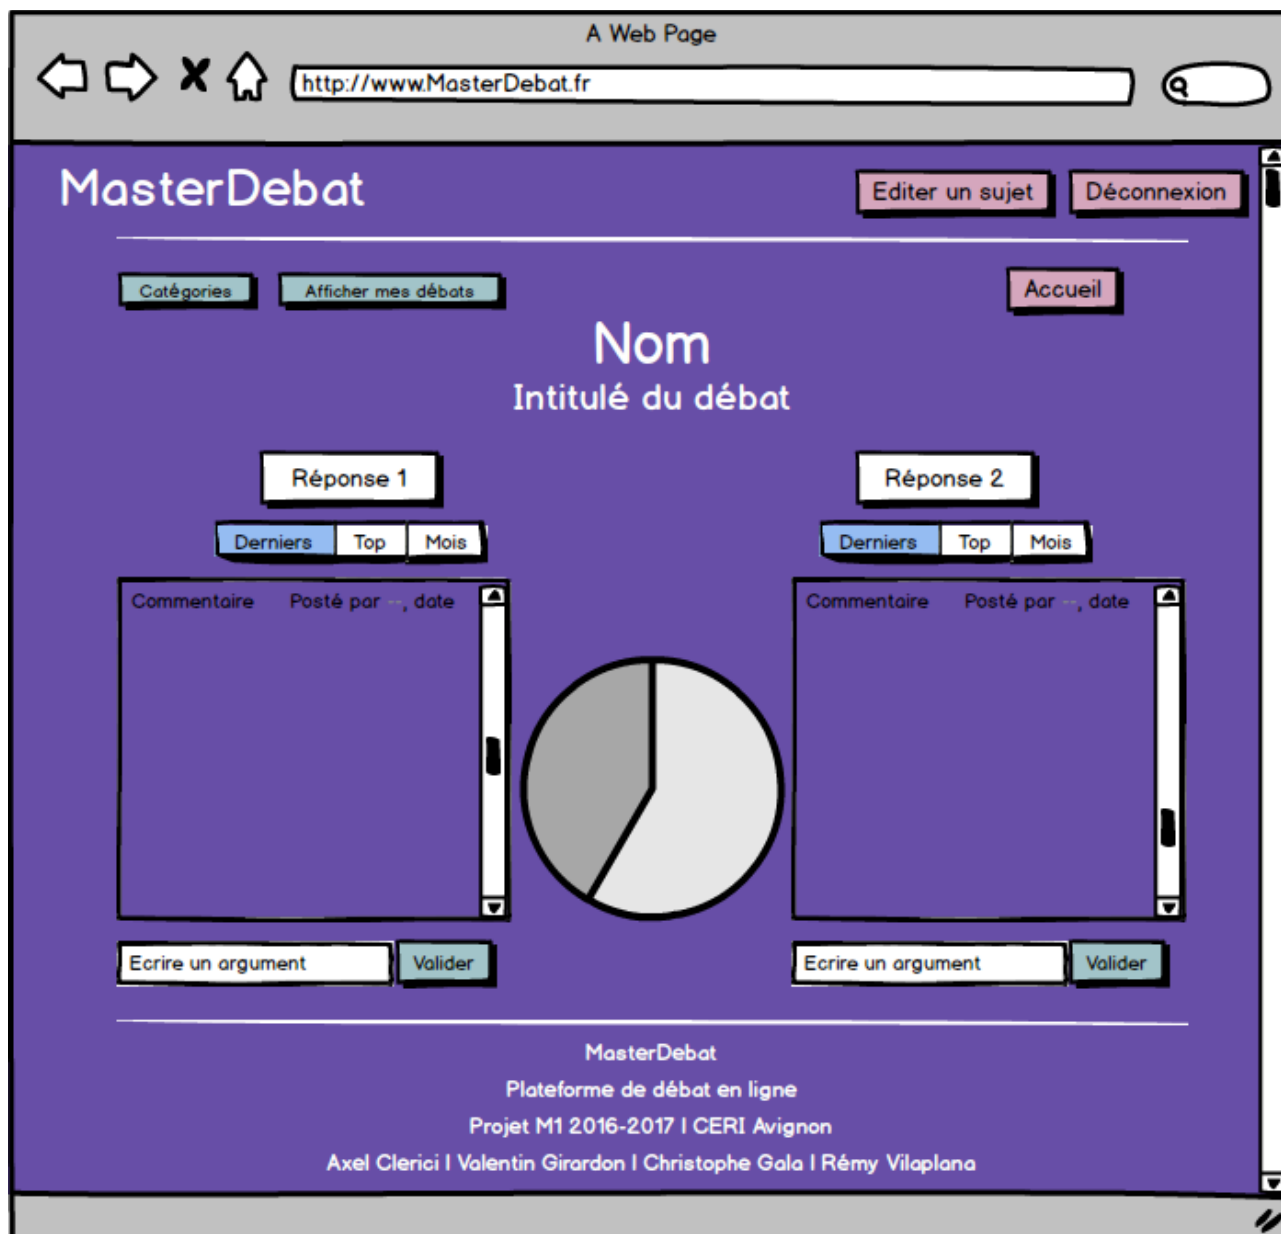 A Web Page
http://www.MasterDebat.fr
MasterDebat
Editer un sujet
Déconnexion
Catégories
Afficher mes débats
Accueil
Nom
Intitulé du débat
Réponse 1
Réponse 2
Derniers Top Mois
Derniers Top Mois
Commentaire Posté par --, date
Commentaire Posté par --, date
Ecrire un argument
Valider
Ecrire un argument
Valider
MasterDebat
Plateforme de débat en ligne
Projet M1 2016-2017 | CERI Avignon
Axel Clerici | Valentin Girardon | Christophe Gala | Rémy Vilaplana